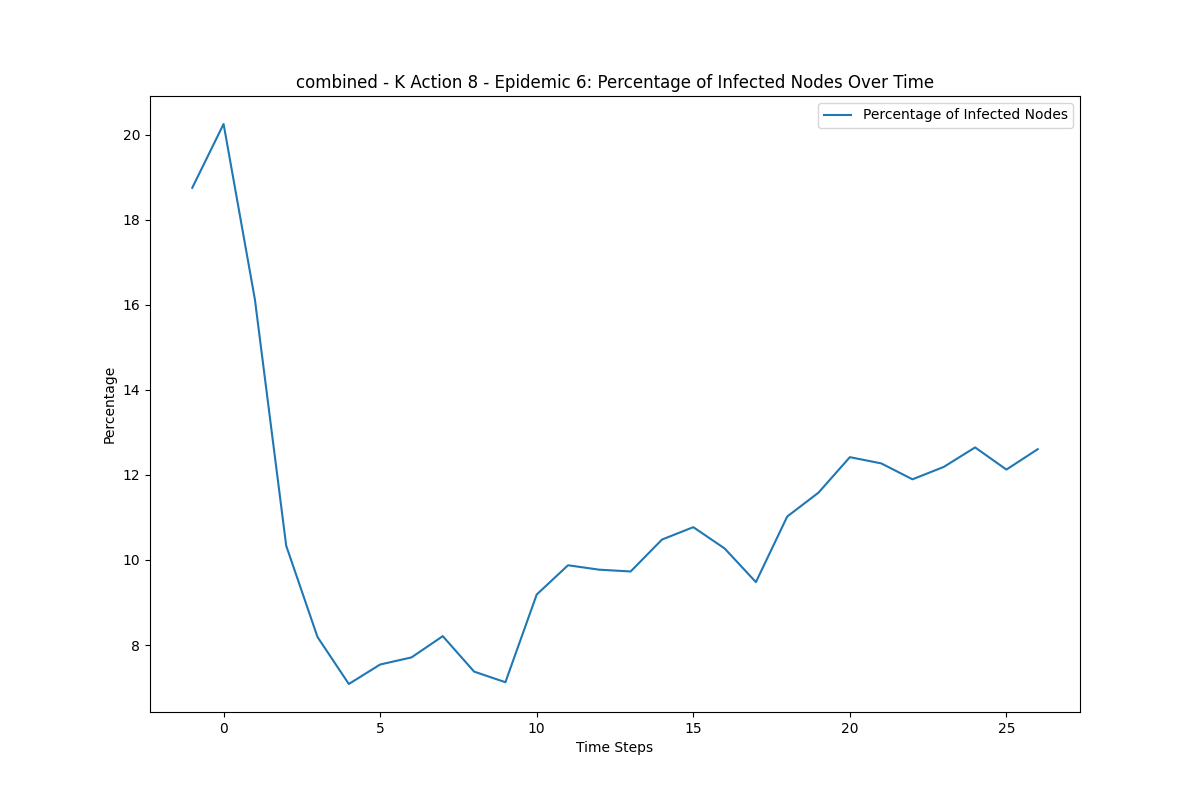 combined - K Action 8 - Epidemic 6: Percentage of Infected Nodes Over Time
Percentage of Infected Nodes
20
18
16
14
12
10
8
Percentage
0 5 10 15 20 25
Time Steps